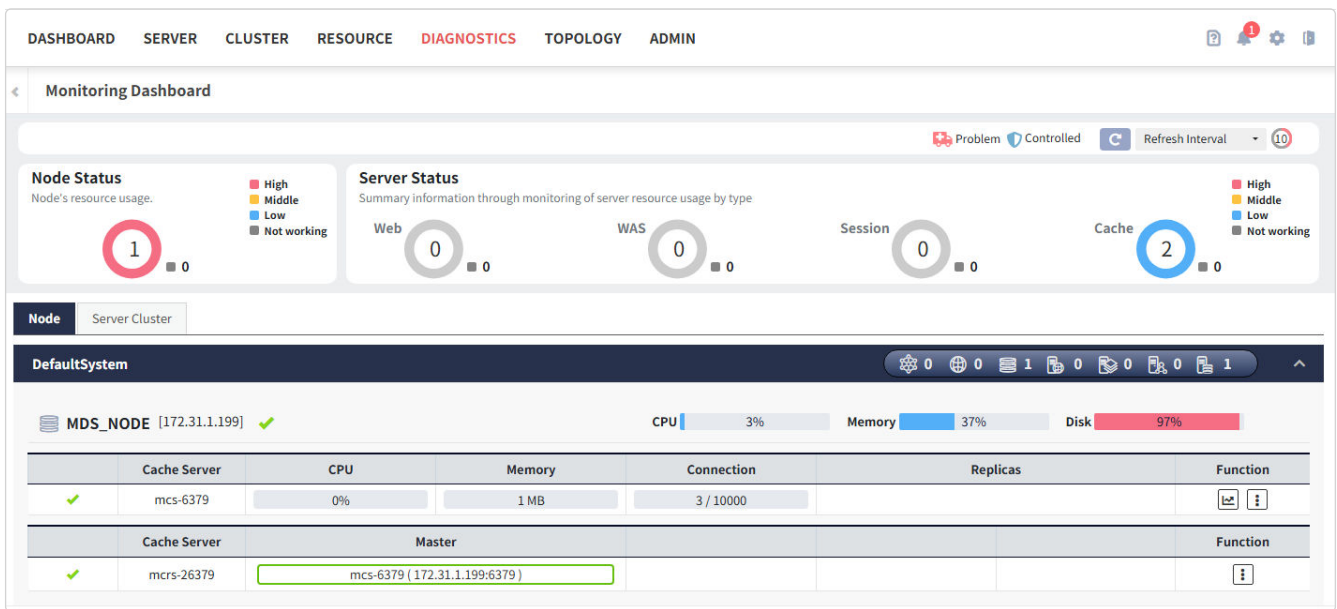 DASHBOARD SERVER CLUSTER RESOURCE DIAGNOSTICS TOPOLOGY ADMIN 1
Monitoring Dashboard
Problem Controlled Refresh Interval 10
Node Status
Node's resource usage.
High
Middle
Low
Not working
1
0
Server Status
Summary information through monitoring of server resource usage by type
Web 0 0
WAS 0 0
Session 0 0
Cache 2 0
High
Middle
Low
Not working
Node Server Cluster
DefaultSystem 0 0 1 0 0 0 1
MDS_NODE [172.31.1.199] CPU 3% Memory 37% Disk 97%
Cache Server CPU Memory Connection Replicas Function
mcs-6379 0% 1 MB 3 / 10000
Cache Server Master Function
mcrs-26379 mcs-6379 ( 172.31.1.199:6379 )